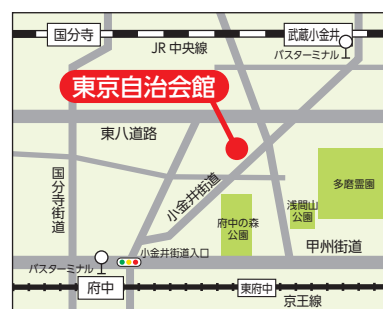 国分寺
JR 中央線
武蔵小金井
バスターミナル
東京自治会館
東八道路
国分寺街道
小金井街道
多磨霊園
浅間山
公園
府中の森
公園
小金井街道入口
甲州街道
バスターミナル
府中
東府中
京王線